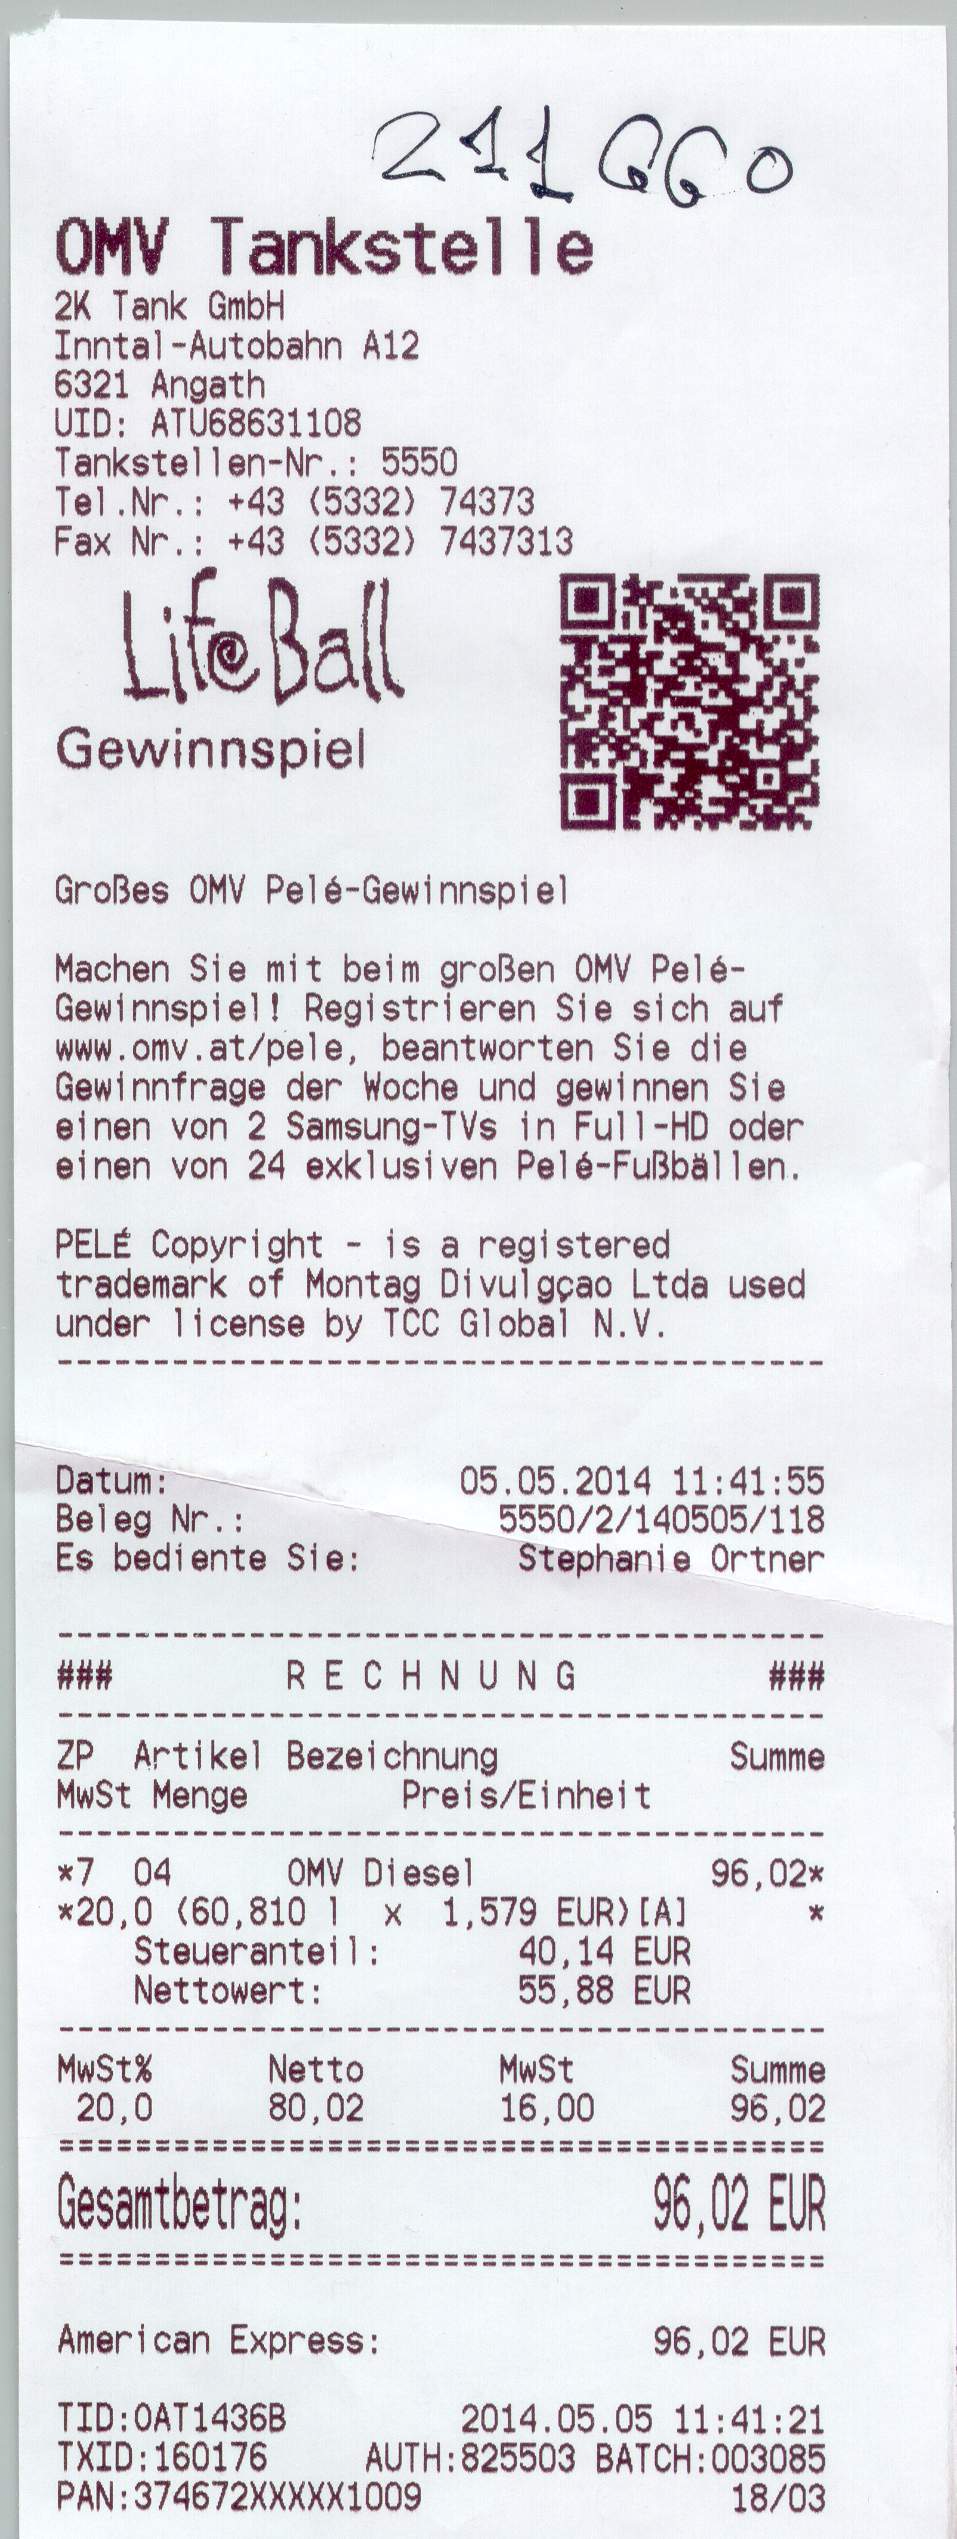 211660
OMV Tankstelle
2K Tank GmbH
Inntal-Autobahn A12
6321 Angath
UID: ATU68631108
Tankstellen-Nr.: 5550
Tel.Nr.: +43 (5332) 74373
Fax Nr.: +43 (5332) 7437313
Life Ball
Gewinnspiel
Großes OMV Pelé-Gewinnspiel
Machen Sie mit beim großen OMV Pelé-
Gewinnspiel! Registrieren Sie sich auf
www.omv.at/pele, beantworten Sie die
Gewinnfrage der Woche und gewinnen Sie
einen von 2 Samsung-TVs in Full-HD oder
einen von 24 exklusiven Pelé-Fußbällen.
PELÉ Copyright - is a registered
trademark of Montag Divulgçao Ltda used
under license by TCC Global N.V.
----------------------------------------
Datum: 05.05.2014 11:41:55
Beleg Nr.: 5550/2/140505/118
Es bediente Sie: Stephanie Ortner
----------------------------------------
### R E C H N U N G ###
----------------------------------------
ZP Artikel Bezeichnung Summe
MwSt Menge Preis/Einheit
----------------------------------------
*7 04 OMV Diesel 96,02*
*20,0 (60,810 l x 1,579 EUR)[A] *
Steueranteil: 40,14 EUR
Nettowert: 55,88 EUR
----------------------------------------
MwSt% Netto MwSt Summe
20,0 80,02 16,00 96,02
========================================
Gesamtbetrag: 96,02 EUR
========================================
American Express: 96,02 EUR
TID:OAT1436B 2014.05.05 11:41:21
TXID:160176 AUTH:825503 BATCH:003085
PAN:374672XXXXX1009 18/03